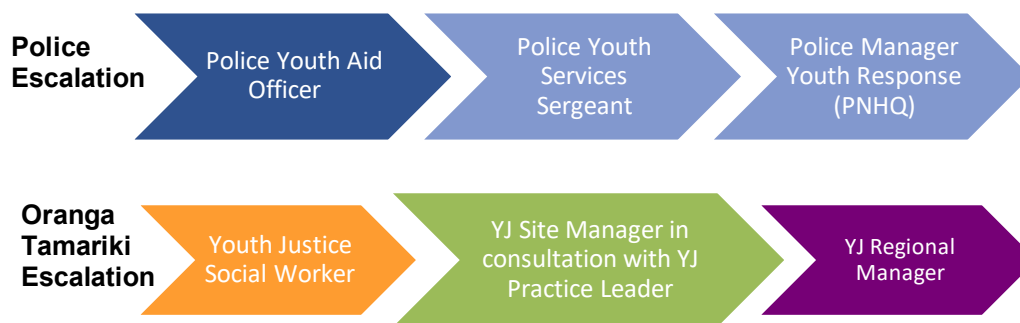 Police
Escalation
Police Youth Aid
Officer
Police Youth
Services
Sergeant
Police Manager
Youth Response
(PNHQ)
Oranga
Tamariki
Escalation
Youth Justice
Social Worker
YJ Site Manager in
consultation with YJ
Practice Leader
YJ Regional
Manager